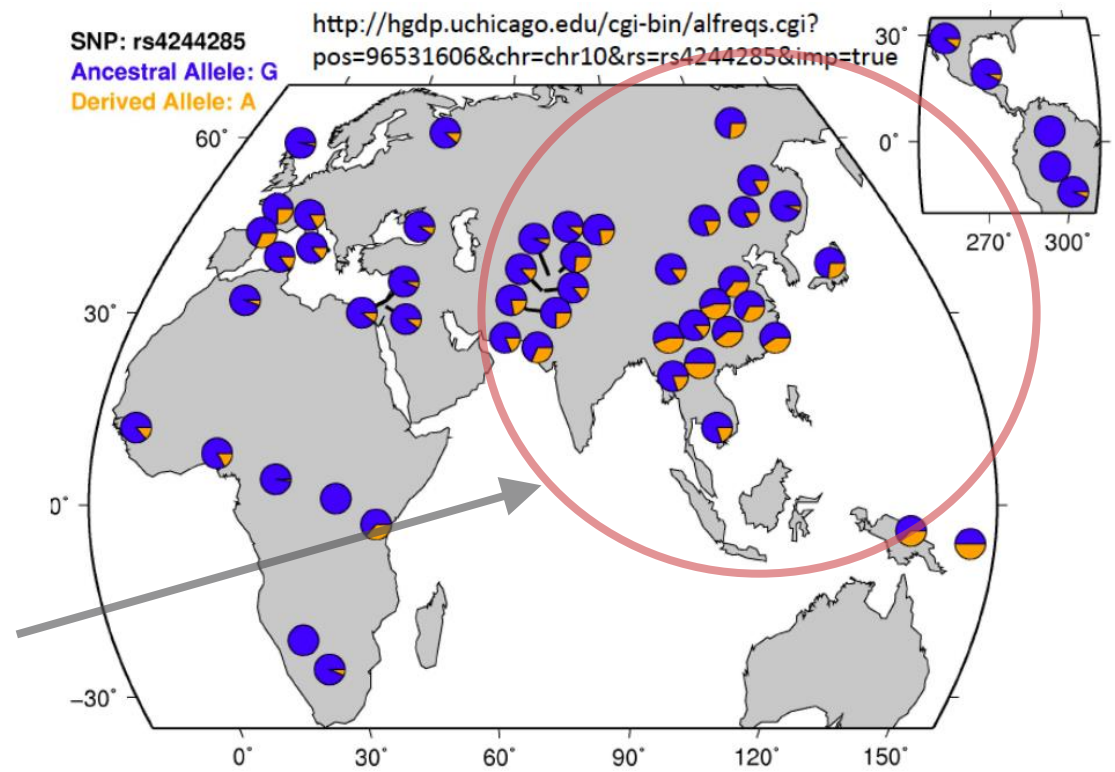 SNP: rs4244285
Ancestral Allele: G
Derived Allele: A
http://hgdp.uchicago.edu/cgi-bin/alfreqs.cgi?
pos=96531606&chr=chr10&rs=rs4244285&imp=true
60°
30°
0°
−30°
0°
30°
60°
90°
120°
150°
30°
0°
270°
300°